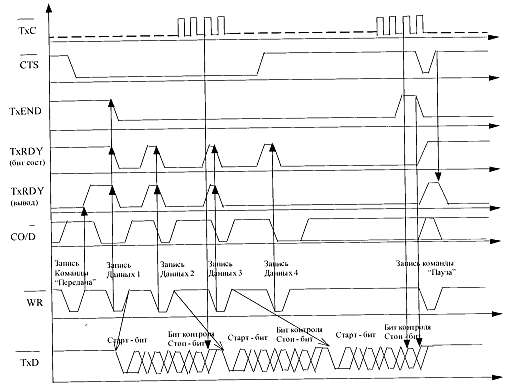 TxC
CTS
TxEND
TxRDY
(бит сост)
TxRDY
(вывод)
CO/D
Запись
Команды
"Передача"
Запись
Данных 1
Запись
Данных 2
Запись
Данных 3
Запись
Данных 4
Запись команды
"Пауза"
WR
Старт - бит
Бит контроля
Стоп - бит
Старт - бит
Бит контроля
Стоп - бит
Старт - бит
Бит контроля
Стоп - бит
TxD